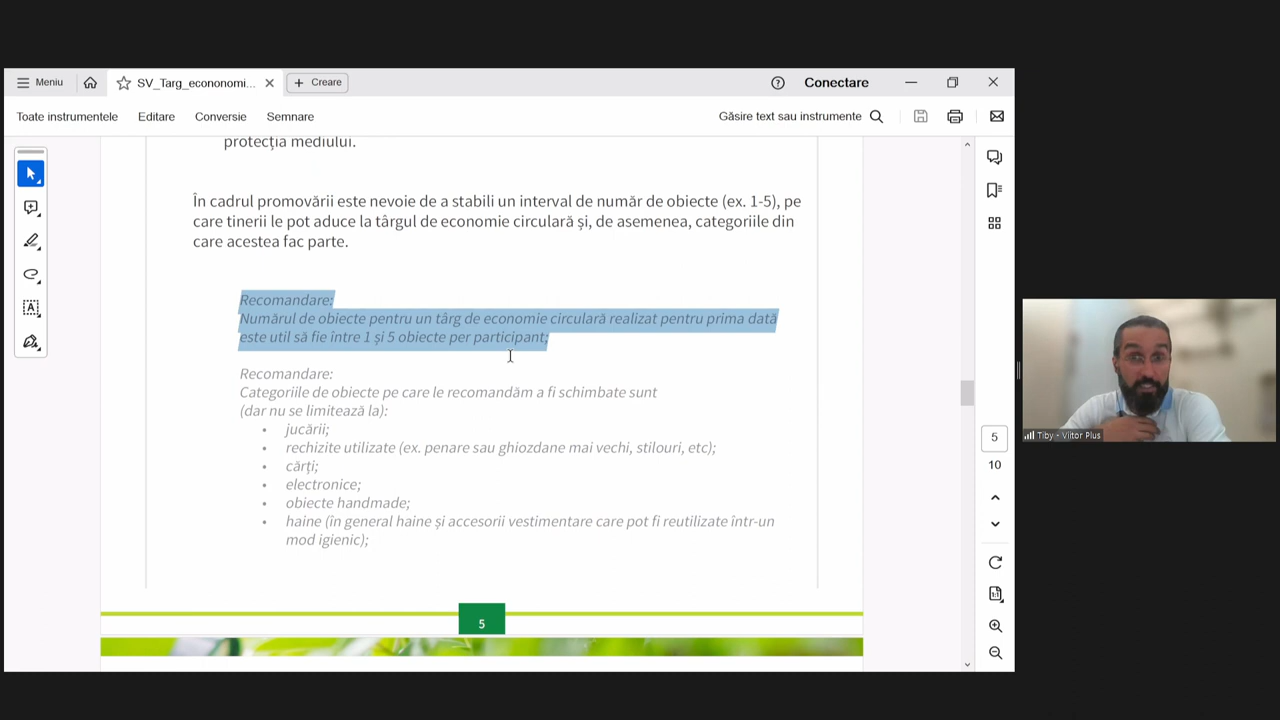 Meniu
SV_Targ_econonomi...
Creare
Conectare
Toate instrumentele
Editare
Conversie
Semnare
Găsire text sau instrumente
protecția mediului.
În cadrul promovării este nevoie de a stabili un interval de număr de obiecte (ex. 1-5), pe
care tinerii le pot aduce la târgul de economie circulară și, de asemenea, categoriile din
care acestea fac parte.
Recomandare:
Numărul de obiecte pentru un târg de economie circulară realizat pentru prima dată
este util să fie între 1 și 5 obiecte per participant;
Recomandare:
Categoriile de obiecte pe care le recomandăm a fi schimbate sunt
(dar nu se limitează la):
• jucării;
• rechizite utilizate (ex. penare sau ghiozdane mai vechi, stilouri, etc);
• cărți;
• electronice;
• obiecte handmade;
• haine (în general haine și accesorii vestimentare care pot fi reutilizate într-un
mod igienic);
5
5
10
Tiby - Viitor Plus